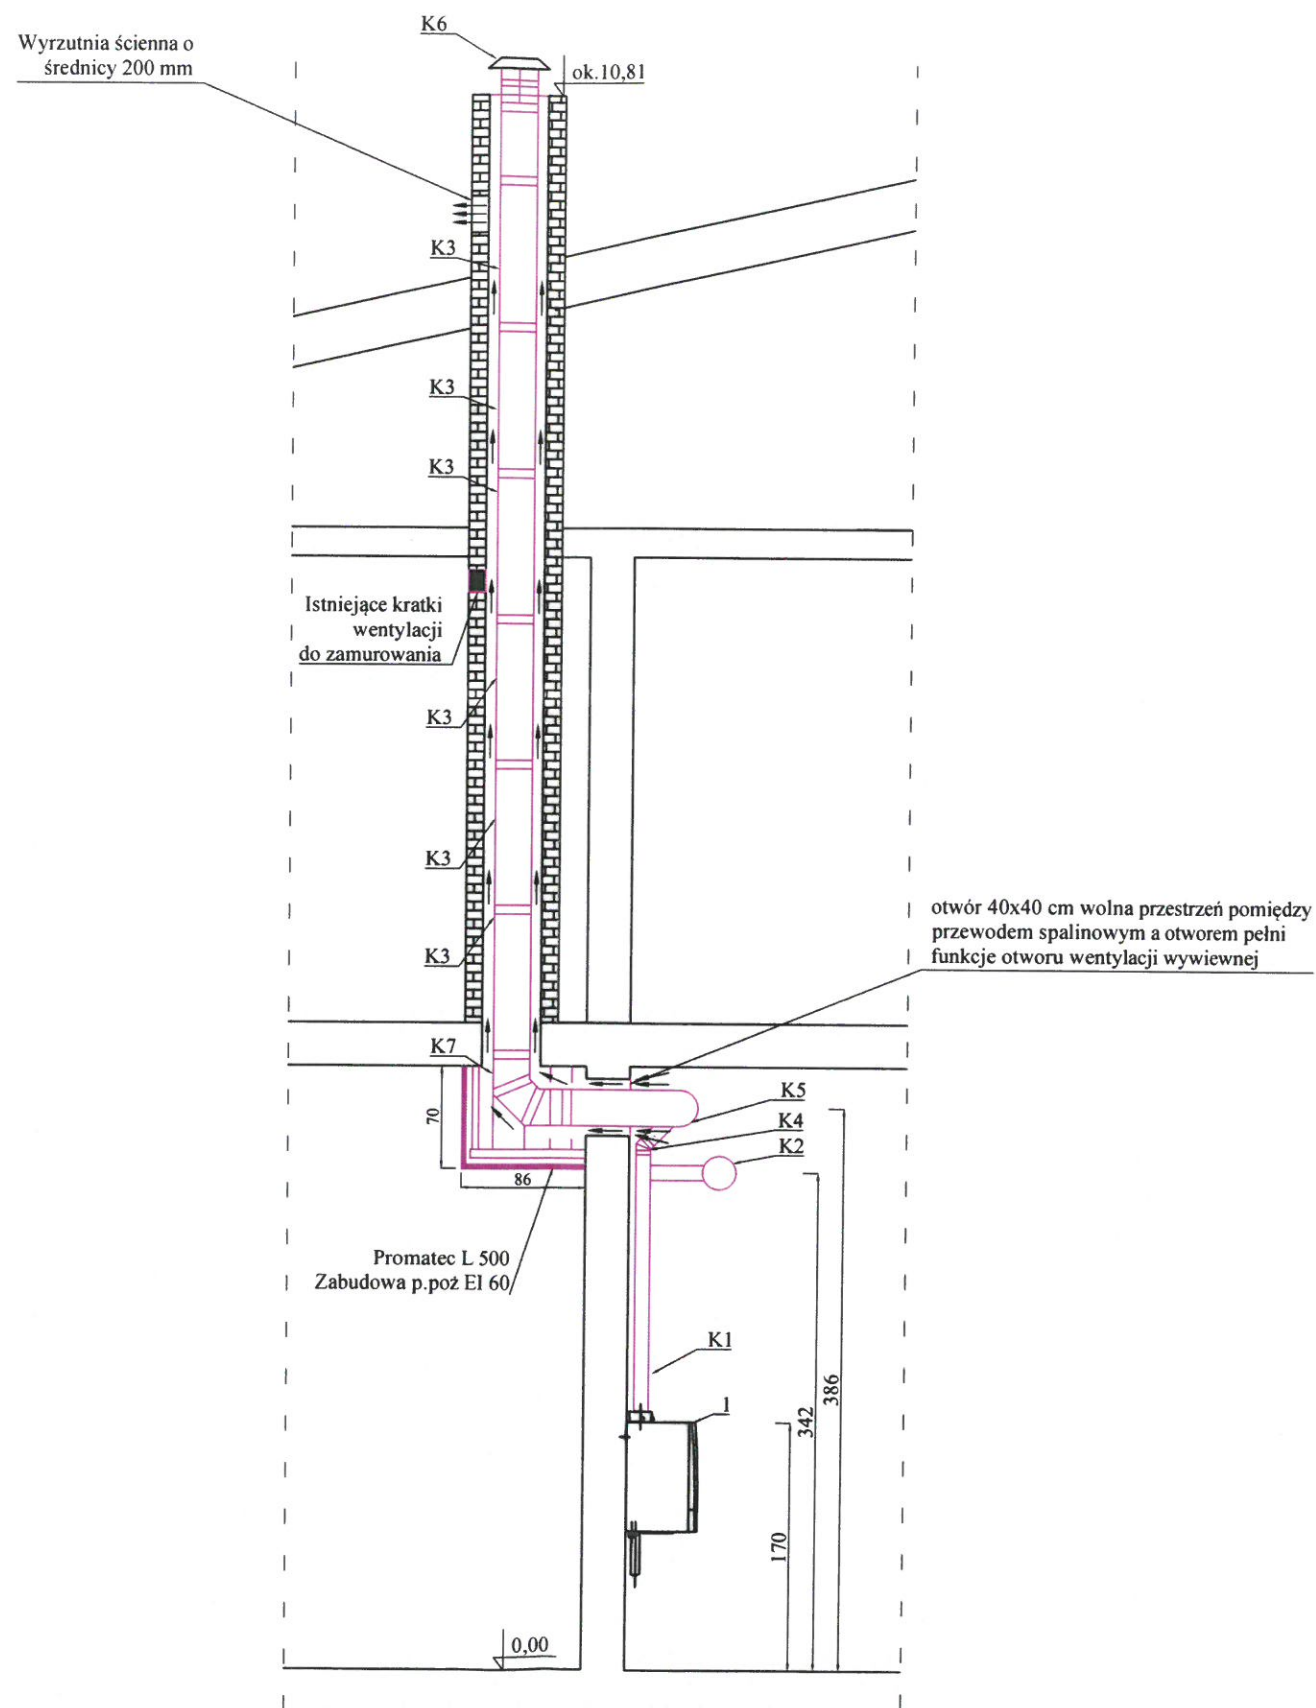 K6
Wyrzutnia ścienna o
średnicy 200 mm
ok.10,81
K3
K3
K3
Istniejące kratki
wentylacji
do zamurowania
K3
K3
K3
otwór 40x40 cm wolna przestrzeń pomiędzy
przewodem spalinowym a otworem pełni
funkcje otworu wentylacji wywiewnej
K7
K5
K4
K2
70
86
Promatec L 500
Zabudowa p.poż EI 60
K1
1
386
342
170
0,00